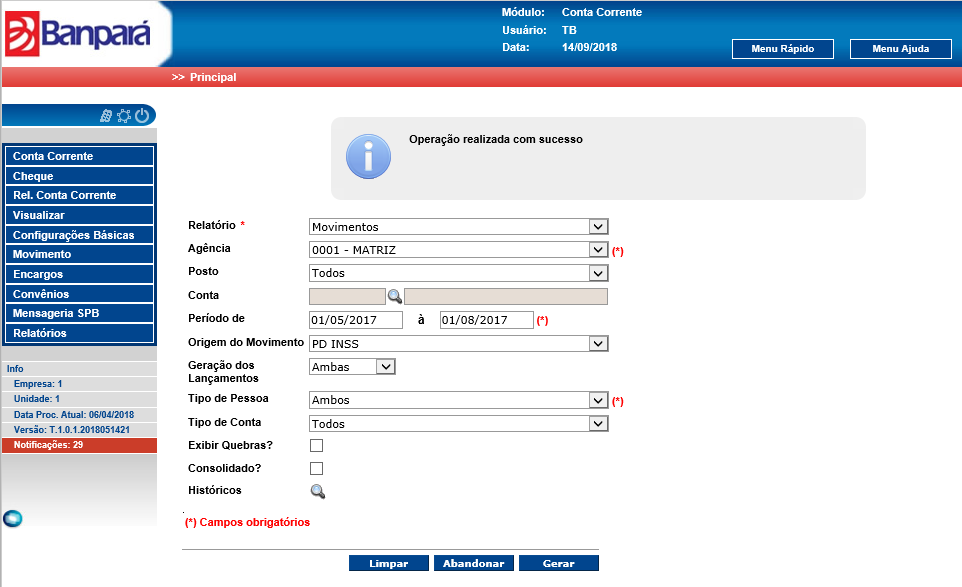 Banpará
Módulo: Conta Corrente
Usuário: TB
Data: 14/09/2018
Menu Rápido
Menu Ajuda
>> Principal
Conta Corrente
Cheque
Rel. Conta Corrente
Visualizar
Configurações Básicas
Movimento
Encargos
Convênios
Mensageria SPB
Relatórios
Info
Empresa: 1
Unidade: 1
Data Proc. Atual: 06/04/2018
Versão: T.1.0.1.2018051421
Notificações: 29
Operação realizada com sucesso
Relatório * Movimentos
Agência 0001 - MATRIZ (*)
Posto Todos
Conta
Período de 01/05/2017 à 01/08/2017 (*)
Origem do Movimento PD INSS
Geração dos
Lançamentos Ambas
Tipo de Pessoa Ambos (*)
Tipo de Conta Todos
Exibir Quebras?
Consolidado?
Históricos
.
(*) Campos obrigatórios
Limpar Abandonar Gerar